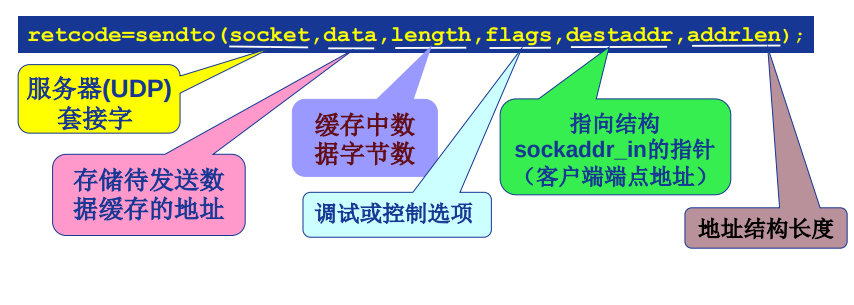 retcode=sendto(socket,data,length,flags,destaddr,addrlen);
服务器(UDP)
套接字
存储待发送数
据缓存的地址
缓存中数
据字节数
调试或控制选项
指向结构
sockaddr_in的指针
（客户端端点地址）
地址结构长度